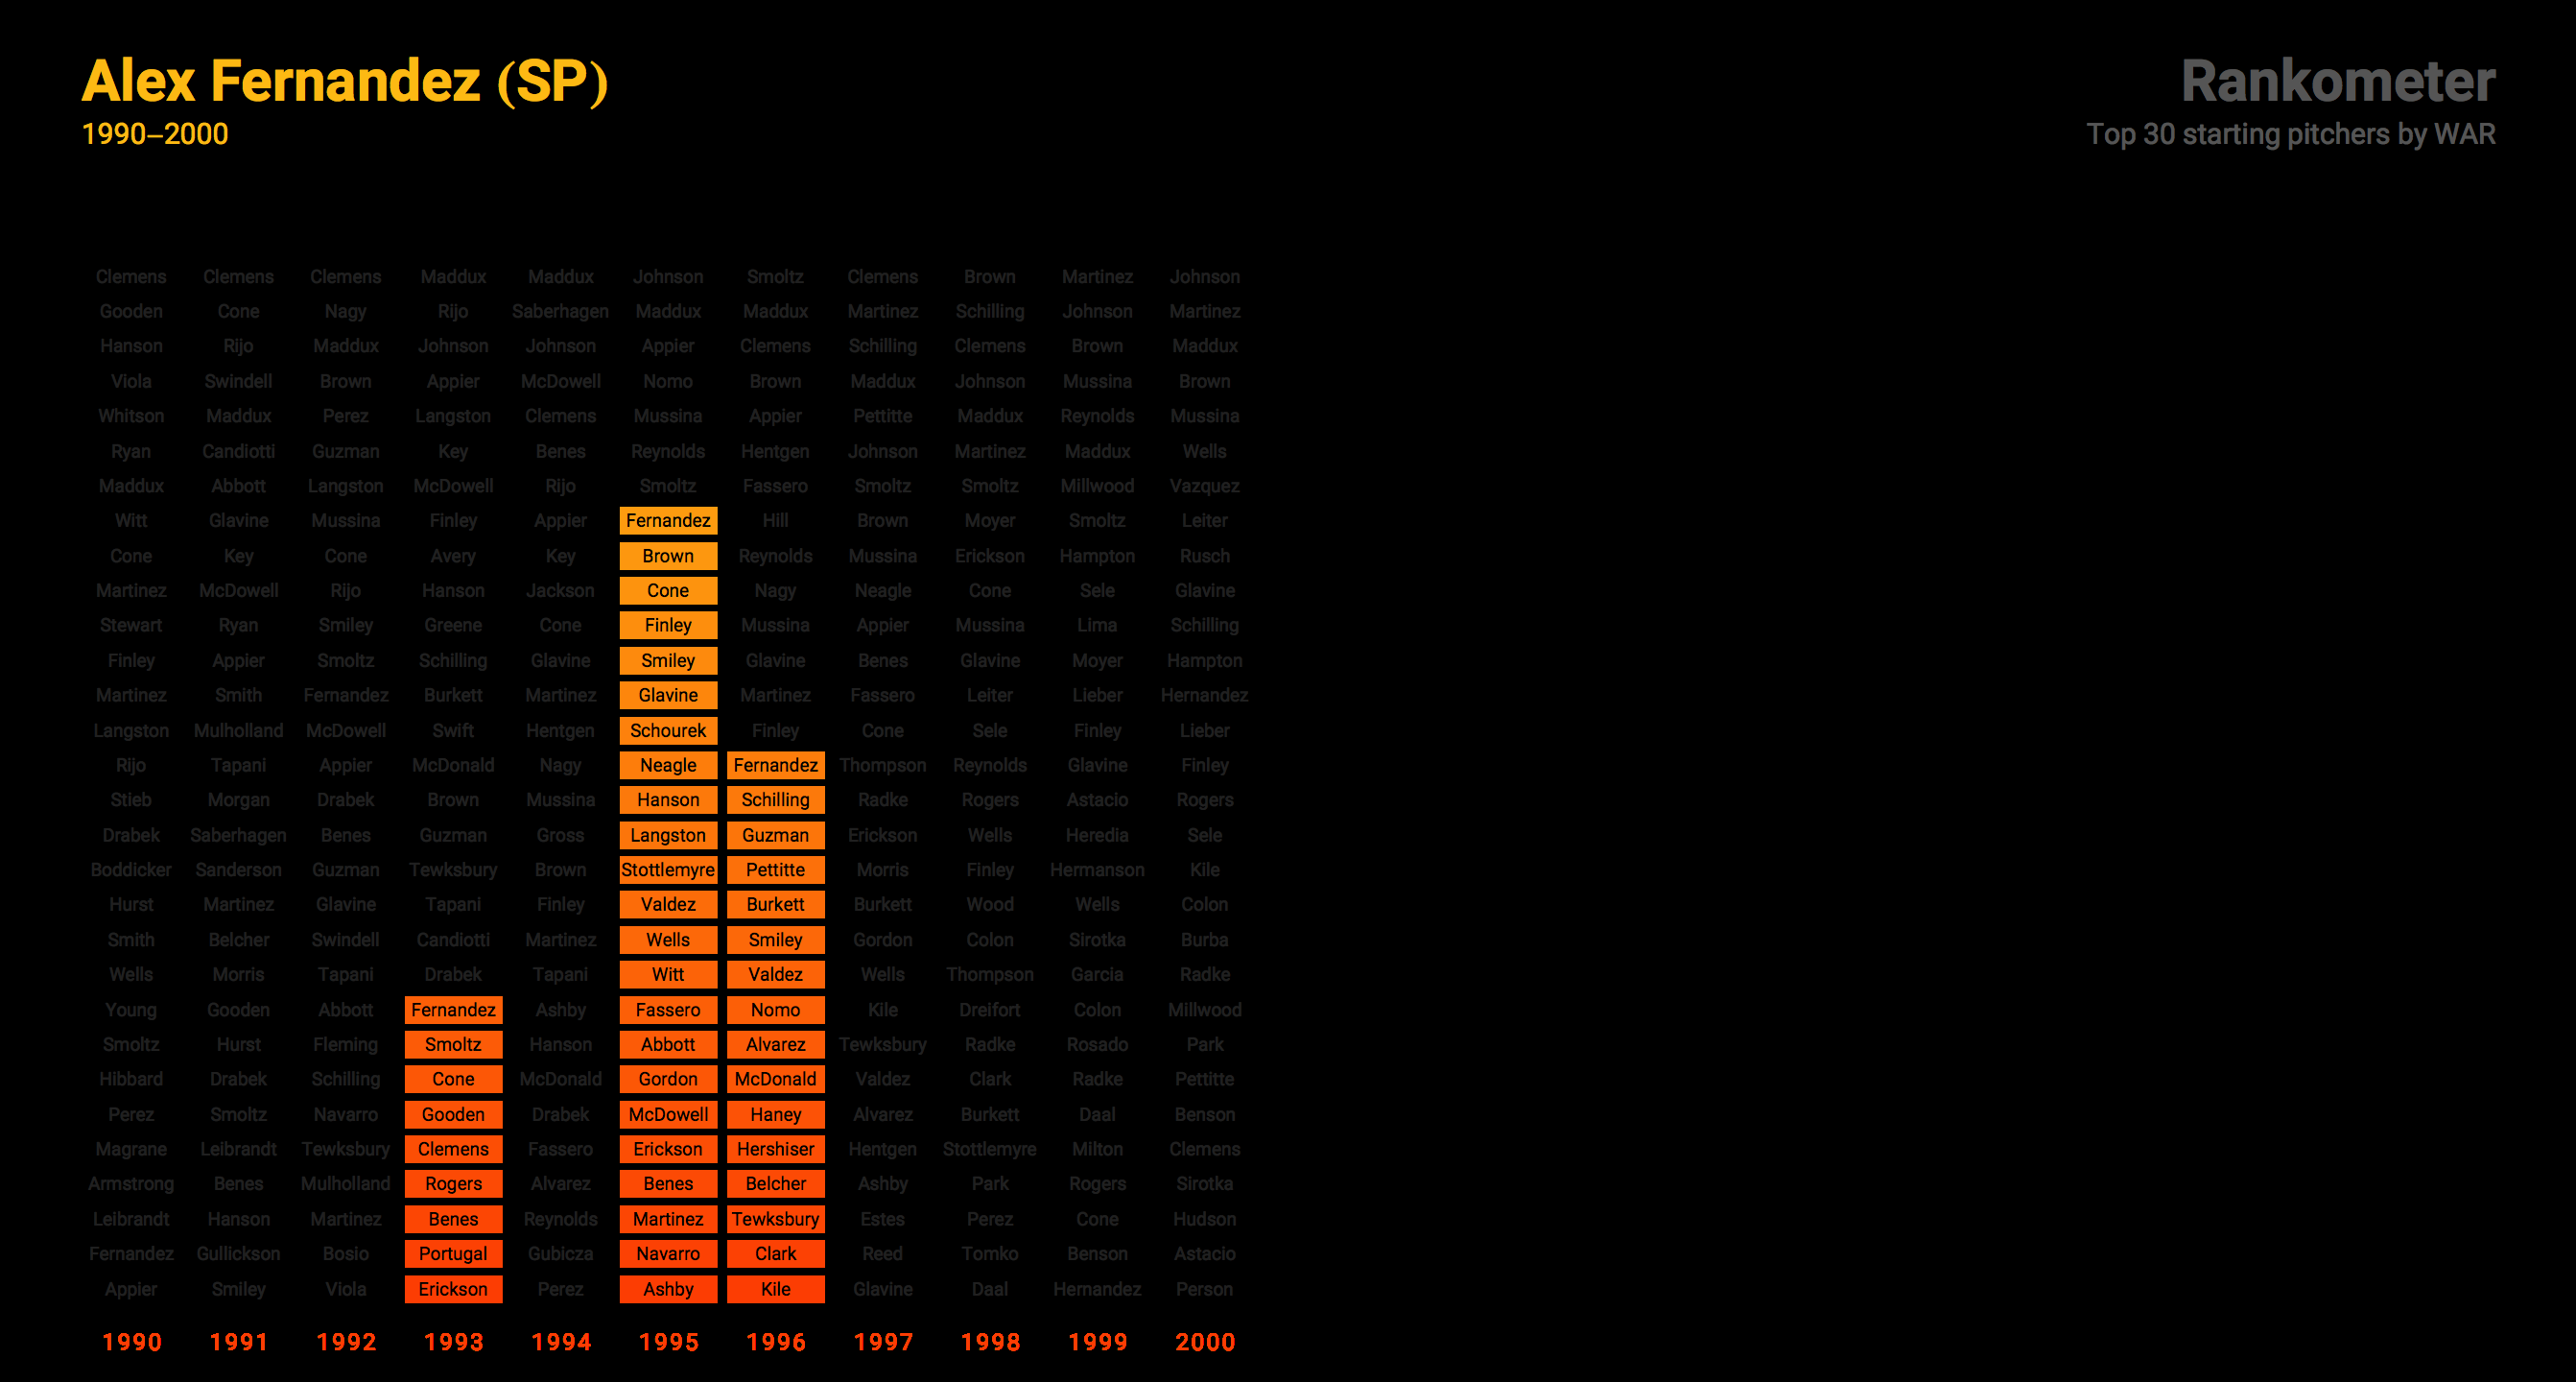 Alex Fernandez (SP)
1990–2000
Rankometer
Top 30 starting pitchers by WAR
Clemens Clemens Clemens Maddux Maddux Johnson Smoltz Clemens Brown Martinez Johnson
Gooden Cone Nagy Rijo Saberhagen Maddux Maddux Martinez Schilling Johnson Martinez
Hanson Rijo Maddux Johnson Johnson Appier Clemens Schilling Clemens Brown Maddux
Viola Swindell Brown Appier McDowell Nomo Brown Maddux Johnson Mussina Brown
Whitson Maddux Perez Langston Clemens Mussina Appier Pettitte Maddux Reynolds Mussina
Ryan Candiotti Guzman Key Benes Reynolds Hentgen Johnson Martinez Maddux Wells
Maddux Abbott Langston McDowell Rijo Smoltz Fassero Smoltz Smoltz Millwood Vazquez
Witt Glavine Mussina Finley Appier Fernandez Hill Brown Moyer Smoltz Leiter
Cone Key Cone Avery Key Brown Reynolds Mussina Erickson Hampton Rusch
Martinez McDowell Rijo Hanson Jackson Cone Nagy Neagle Cone Sele Glavine
Stewart Ryan Smiley Greene Cone Finley Mussina Appier Mussina Lima Schilling
Finley Appier Smoltz Schilling Glavine Smiley Glavine Benes Glavine Moyer Hampton
Martinez Smith Fernandez Burkett Martinez Glavine Martinez Fassero Leiter Lieber Hernandez
Langston Mulholland McDowell Swift Hentgen Schourek Finley Cone Sele Finley Lieber
Rijo Tapani Appier McDonald Nagy Neagle Fernandez Thompson Reynolds Glavine Finley
Stieb Morgan Drabek Brown Mussina Hanson Schilling Radke Rogers Astacio Rogers
Drabek Saberhagen Benes Guzman Gross Langston Guzman Erickson Wells Heredia Sele
Boddicker Sanderson Guzman Tewksbury Brown Stottlemyre Pettitte Morris Finley Hermanson Kile
Hurst Martinez Glavine Tapani Finley Valdez Burkett Burkett Wood Wells Colon
Smith Belcher Swindell Candiotti Martinez Wells Smiley Gordon Colon Sirotka Burba
Wells Morris Tapani Drabek Tapani Witt Valdez Wells Thompson Garcia Radke
Young Gooden Abbott Fernandez Ashby Fassero Nomo Kile Dreifort Colon Millwood
Smoltz Hurst Fleming Smoltz Hanson Abbott Alvarez Tewksbury Radke Rosado Park
Hibbard Drabek Schilling Cone McDonald Gordon McDonald Valdez Clark Radke Pettitte
Perez Smoltz Navarro Gooden Drabek McDowell Haney Alvarez Burkett Daal Benson
Magrane Leibrandt Tewksbury Clemens Fassero Erickson Hershiser Hentgen Stottlemyre Milton Clemens
Armstrong Benes Mulholland Rogers Alvarez Benes Belcher Ashby Park Rogers Sirotka
Leibrandt Hanson Martinez Benes Reynolds Martinez Tewksbury Estes Perez Cone Hudson
Fernandez Gullickson Bosio Portugal Gubicza Navarro Clark Reed Tomko Benson Astacio
Appier Smiley Viola Erickson Perez Ashby Kile Glavine Daal Hernandez Person
1990 1991 1992 1993 1994 1995 1996 1997 1998 1999 2000